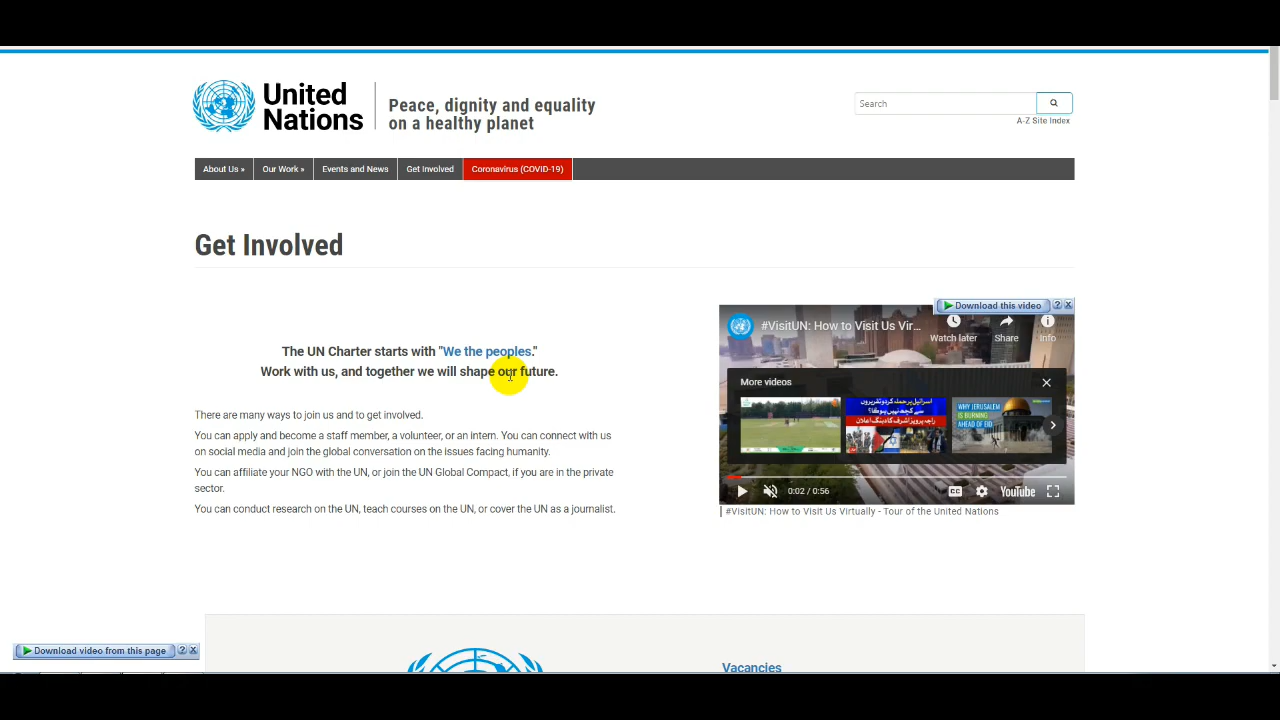 United
Nations
Peace, dignity and equality
on a healthy planet
Search
A-Z Site Index
About Us »
Our Work »
Events and News
Get Involved
Coronavirus (COVID-19)
Get Involved
The UN Charter starts with "We the peoples."
Work with us, and together we will shape our future.
There are many ways to join us and to get involved.
You can apply and become a staff member, a volunteer, or an intern. You can connect with us
on social media and join the global conversation on the issues facing humanity.
You can affiliate your NGO with the UN, or join the UN Global Compact, if you are in the private
sector.
You can conduct research on the UN, teach courses on the UN, or cover the UN as a journalist.
Download this video
?
#VisitUN: How to Visit Us Vir...
Watch later
Share
Info
More videos
WHY JERUSALEM
IS BURNING
AHEAD OF EID
0:02 / 0:56
CC
YouTube
#VisitUN: How to Visit Us Virtually - Tour of the United Nations
Download video from this page
?
Vacancies